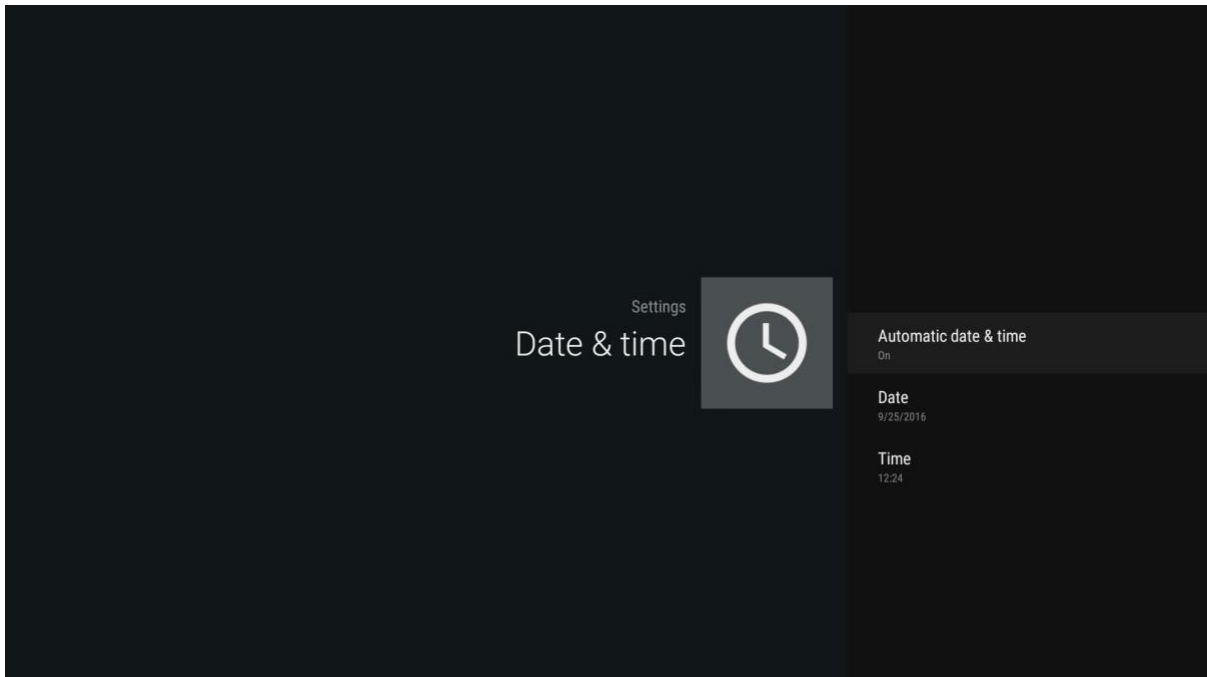 Settings
Date & time
Automatic date & time
On
Date
9/25/2016
Time
12:24